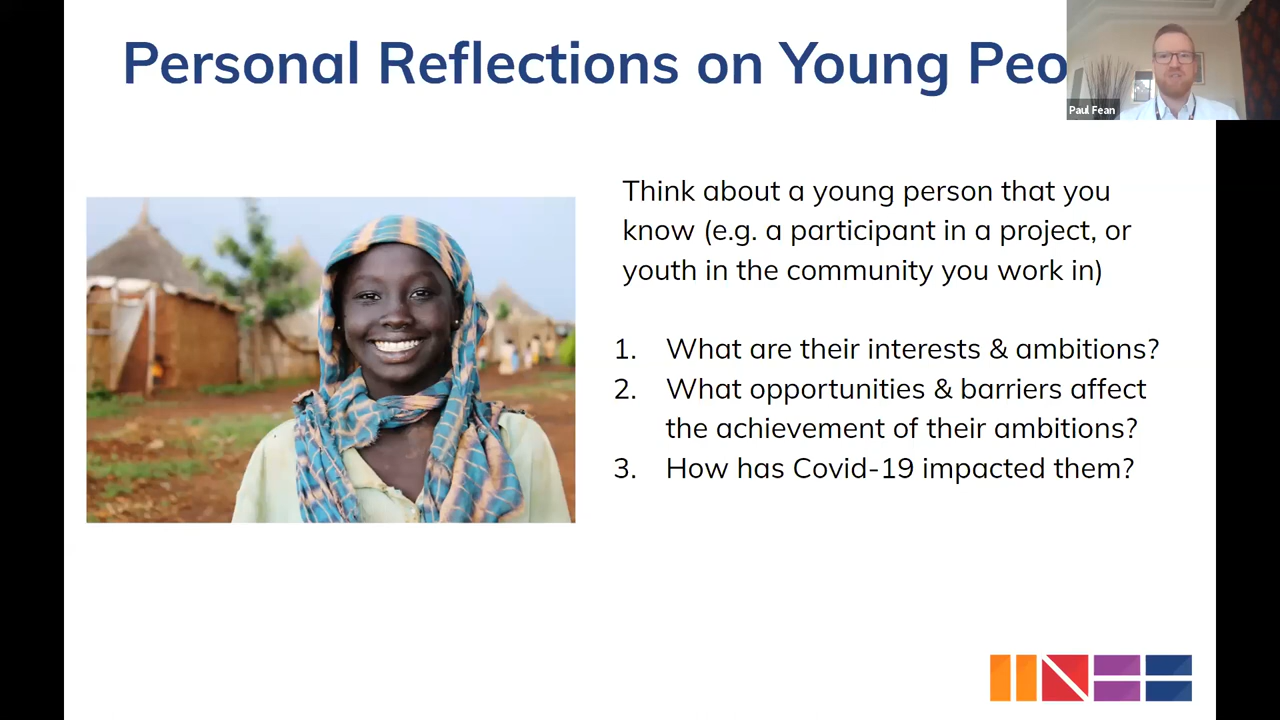 Personal Reflections on Young Peo
Paul Fean
Think about a young person that you
know (e.g. a participant in a project, or
youth in the community you work in)
1. What are their interests & ambitions?
2. What opportunities & barriers affect
the achievement of their ambitions?
3. How has Covid-19 impacted them?
INEE